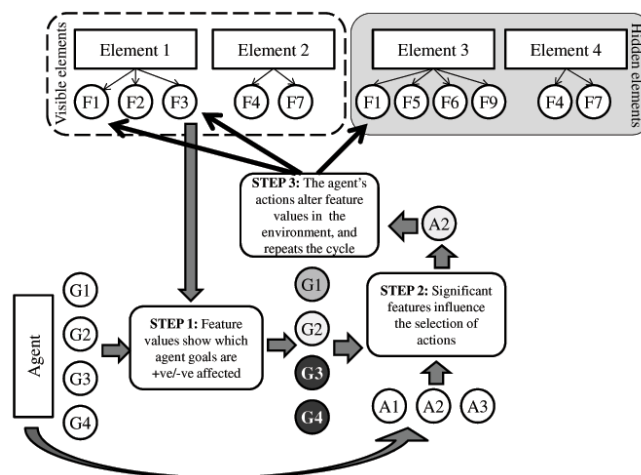 Visible elements
Element 1
Element 2
Element 3
Element 4
Hidden elements
F1
F2
F3
F4
F7
F1
F5
F6
F9
F4
F7
STEP 3: The agent's
actions alter feature
values in the
environment, and
repeats the cycle
A2
Agent
G1
G2
G3
G4
STEP 1: Feature
values show which
agent goals are
+ve/-ve affected
G1
G2
G3
G4
STEP 2: Significant
features influence
the selection of
actions
A1
A2
A3